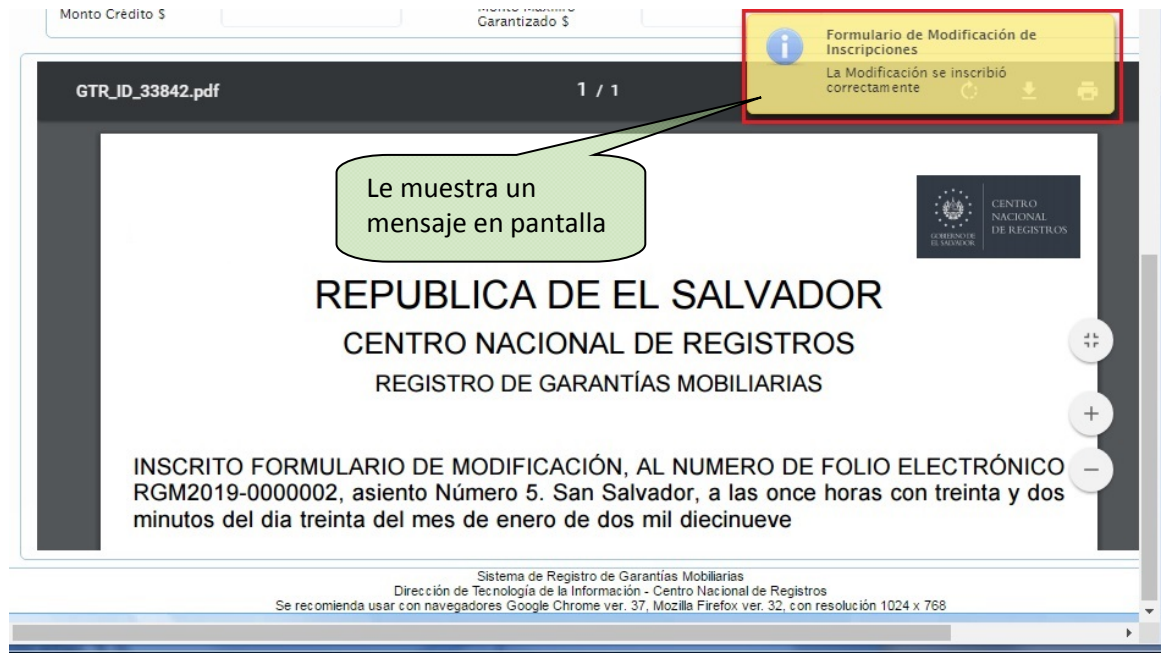 Monto Crédito $
Monto Máximo
Garantizado $
Formulario de Modificación de
Inscripciones
La Modificación se inscribió
correctamente
GTR_ID_33842.pdf
1 / 1
Le muestra un
mensaje en pantalla
CENTRO
NACIONAL
DE REGISTROS
GOBIERNO DE
EL SALVADOR
REPUBLICA DE EL SALVADOR
CENTRO NACIONAL DE REGISTROS
REGISTRO DE GARANTÍAS MOBILIARIAS
INSCRITO FORMULARIO DE MODIFICACIÓN, AL NUMERO DE FOLIO ELECTRÓNICO
RGM2019-0000002, asiento Número 5. San Salvador, a las once horas con treinta y dos
minutos del dia treinta del mes de enero de dos mil diecinueve
Sistema de Registro de Garantías Mobiliarias
Dirección de Tecnología de la Información - Centro Nacional de Registros
Se recomienda usar con navegadores Google Chrome ver. 37, Mozilla Firefox ver. 32, con resolución 1024 x 768